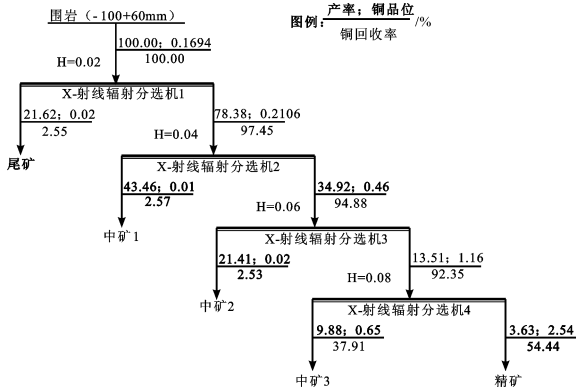 围岩（-100+60mm）
图例：产率；铜品位/%
铜回收率
100.00；0.1694
100.00
H=0.02
X-射线辐射分选机1
21.62；0.02
2.55
78.38；0.2106
97.45
H=0.04
尾矿
X-射线辐射分选机2
43.46；0.01
2.57
34.92；0.46
94.88
H=0.06
中矿1
X-射线辐射分选机3
21.41；0.02
2.53
13.51；1.16
92.35
H=0.08
中矿2
X-射线辐射分选机4
9.88；0.65
37.91
3.63；2.54
54.44
中矿3
精矿